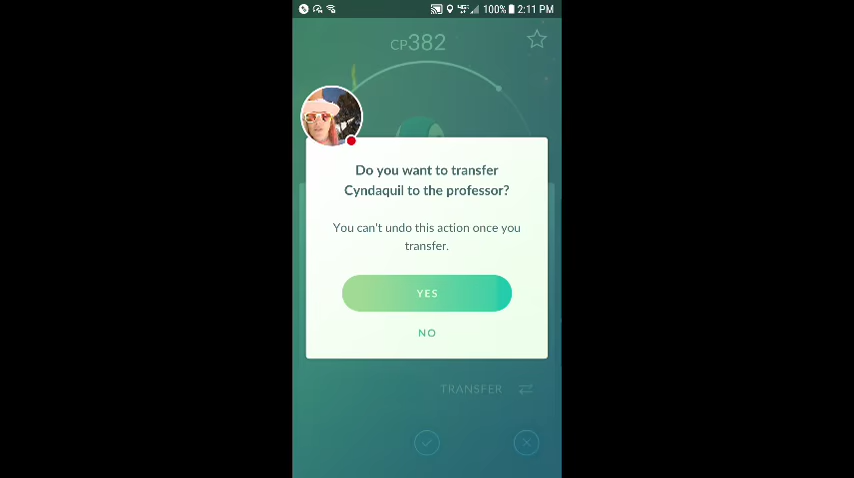 100% 2:11 PM
CP382
Do you want to transfer
Cyndaquil to the professor?
You can't undo this action once you
transfer.
YES
NO
TRANSFER